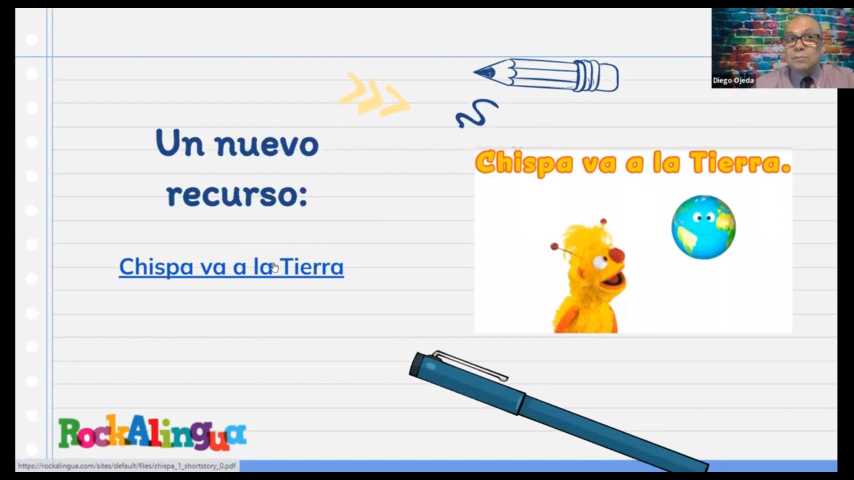 Un nuevo
recurso:
Chispa va a la Tierra
Chispa va a la Tierra.
Diego Ojeda
RockAlingua
https://rockalingua.com/sites/default/files/chispa_1_shortstory_0.pdf